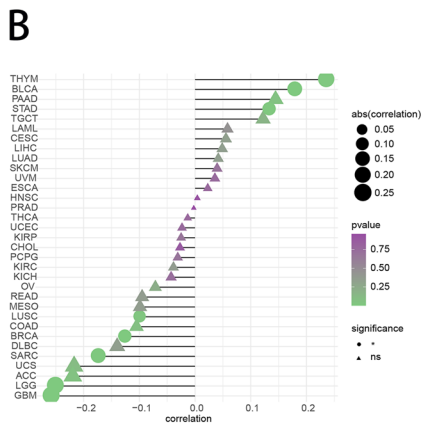 B
THYM
BLCA
PAAD
STAD
TGCT
LAML
CESC
LIHC
LUAD
SKCM
UVM
ESCA
HNSC
PRAD
THCA
UCEC
KIRP
CHOL
PCPG
KIRC
KICH
OV
READ
MESO
LUSC
COAD
BRCA
DLBC
SARC
UCS
ACC
LGG
GBM
−0.2 −0.1 0.0 0.1 0.2
correlation
abs(correlation)
0.05
0.10
0.15
0.20
0.25
pvalue
0.75
0.50
0.25
significance
*
ns